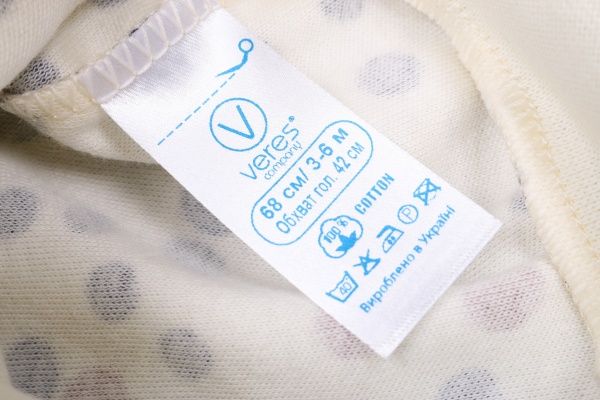 V
veres®
company
68 см/ 3-6 м
Обхват гол. 42 см
100%
COTTON
40 P
Вироблено в Україні